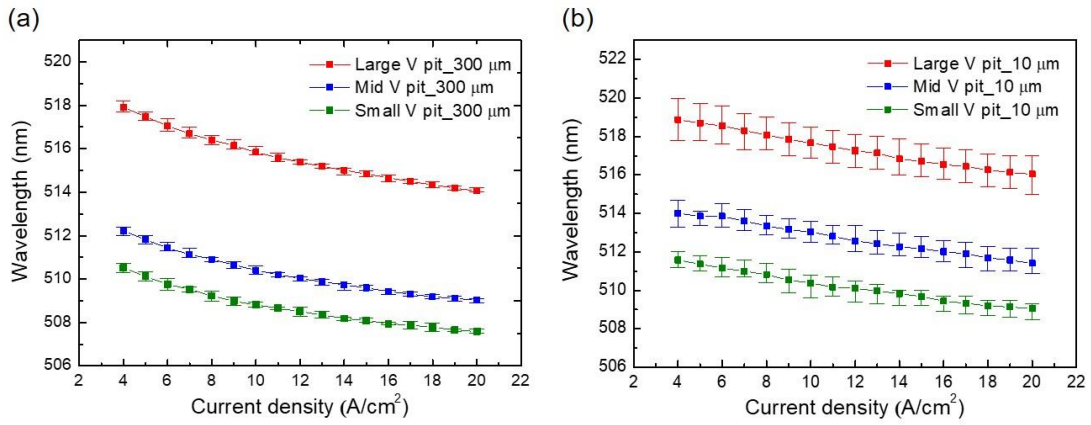 (a)
Large V pit_300 μm
Mid V pit_300 μm
Small V pit_300 μm
Wavelength (nm)
520
518
516
514
512
510
508
506
2 4 6 8 10 12 14 16 18 20 22
Current density (A/cm²)
(b)
Large V pit_10 μm
Mid V pit_10 μm
Small V pit_10 μm
Wavelength (nm)
522
520
518
516
514
512
510
508
506
2 4 6 8 10 12 14 16 18 20 22
Current density (A/cm²)